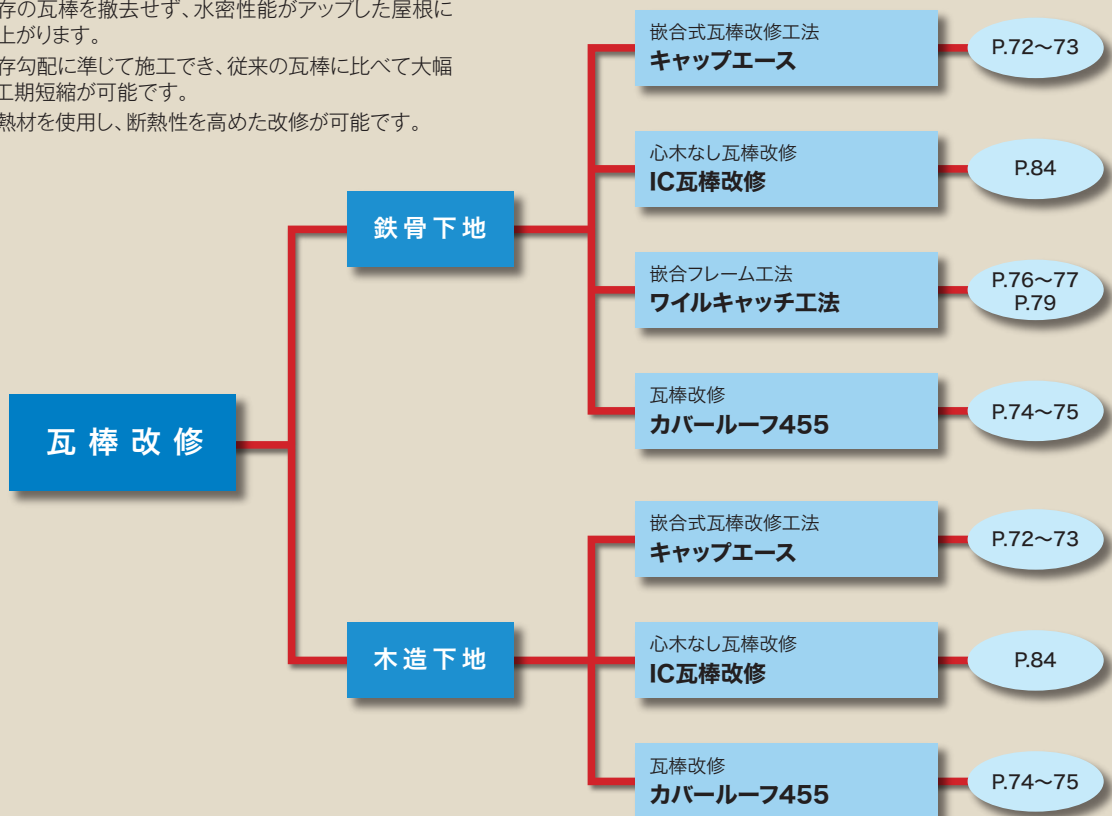 存の瓦棒を撤去せず、水密性能がアップした屋根に
上がります。
存勾配に準じて施工でき、従来の瓦棒に比べて大幅
工期短縮が可能です。
熱材を使用し、断熱性を高めた改修が可能です。
瓦棒改修
鉄骨下地
嵌合式瓦棒改修工法
キャップエース
P.72〜73
心木なし瓦棒改修
IC瓦棒改修
P.84
嵌合フレーム工法
ワイルキャッチ工法
P.76〜77
P.79
瓦棒改修
カバールーフ455
P.74〜75
木造下地
嵌合式瓦棒改修工法
キャップエース
P.72〜73
心木なし瓦棒改修
IC瓦棒改修
P.84
瓦棒改修
カバールーフ455
P.74〜75